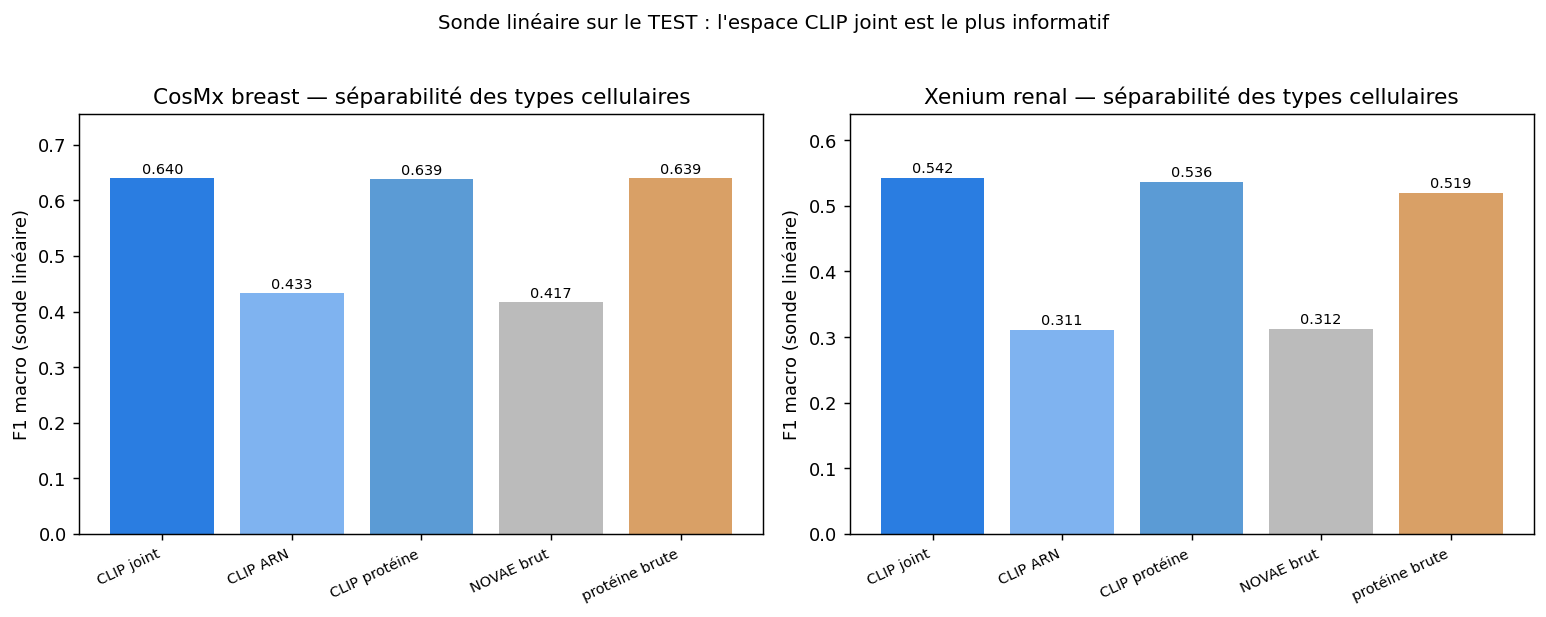 Sonde linéaire sur le TEST : l'espace CLIP joint est le plus informatif
CosMx breast — séparabilité des types cellulaires
F1 macro (sonde linéaire)
0.7
0.6
0.5
0.4
0.3
0.2
0.1
0.0
0.640
0.433
0.639
0.417
0.639
CLIP joint
CLIP ARN
CLIP protéine
NOVAE brut
protéine brute
Xenium renal — séparabilité des types cellulaires
F1 macro (sonde linéaire)
0.6
0.5
0.4
0.3
0.2
0.1
0.0
0.542
0.311
0.536
0.312
0.519
CLIP joint
CLIP ARN
CLIP protéine
NOVAE brut
protéine brute